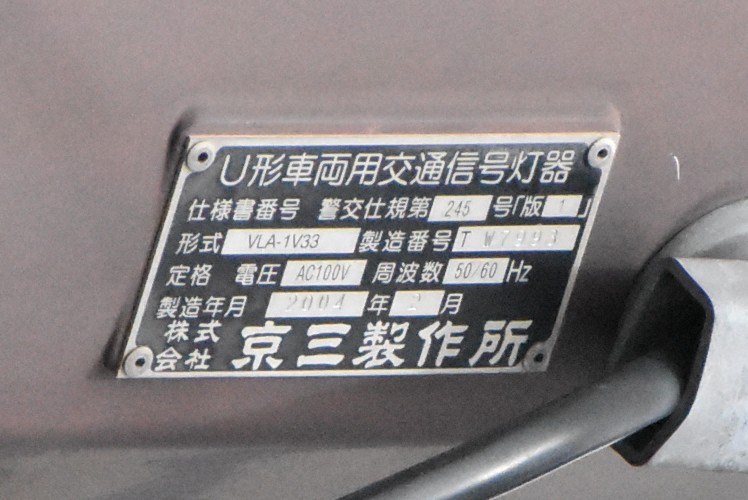 U形車両用交通信号灯器
仕様書番号 警交仕規第 245 号「版 1」
形式 VLA-1V33 製造番号 T W7993
定格 電圧 AC100V 周波数 50/60 Hz
製造年月 2004 年 2 月
株式会社 京三製作所